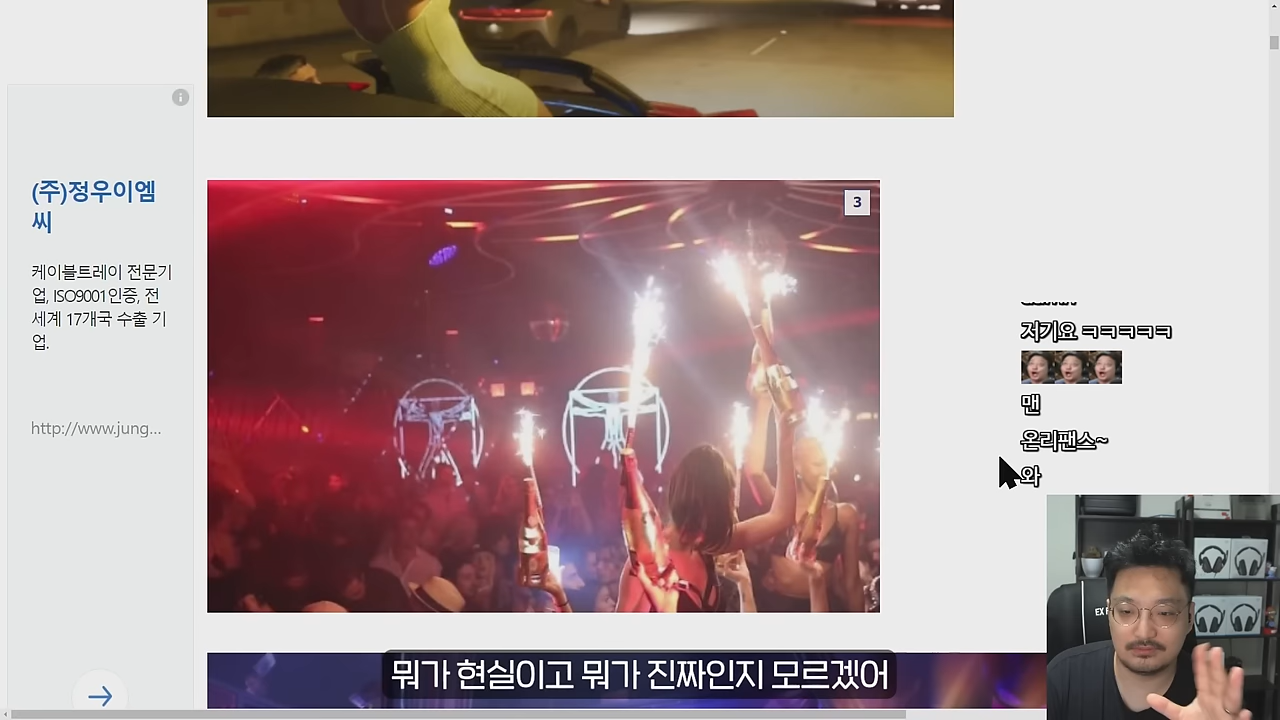 (주)정우이엠
씨
케이블트레이 전문기
업, ISO9001인증, 전
세계 17개국 수출 기
업.
http://www.jung...
3
저기요 ㅋㅋㅋㅋㅋ
맨
온리팬스~
와
뭐가 현실이고 뭐가 진짜인지 모르겠어